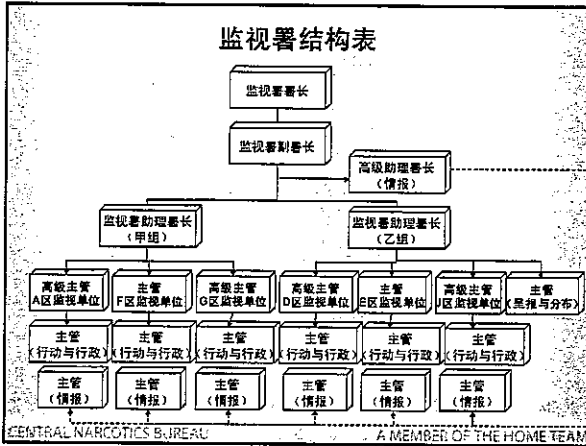 监视署结构表
监视署署长
监视署副署长
高级助理署长
（情报）
监视署助理署长
（甲组）
监视署助理署长
（乙组）
高级主管
A区监视单位
主管
F区监视单位
高级主管
G区监视单位
高级主管
D区监视单位
主管
E区监视单位
高级主管
J区监视单位
主管
（呈报与分布）
主管
（行动与行政）
主管
（行动与行政）
主管
（行动与行政）
主管
（行动与行政）
主管
（行动与行政）
主管
（行动与行政）
主管
（情报）
主管
（情报）
主管
（情报）
主管
（情报）
主管
（情报）
主管
（情报）
CENTRAL NARCOTICS BUREAU
A MEMBER OF THE HOME TEAM